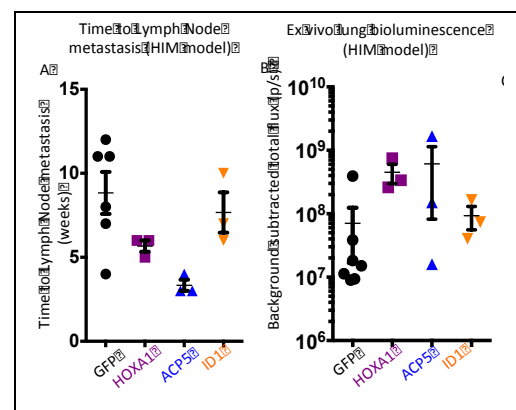 Time to Lymph Node
metastasis (HIM model)
A
Time to Lymph Node metastasis
(weeks)
15
10
5
0
GFP
HOXA1
ACP5
ID1
Ex vivo lung bioluminescence
(HIM model)
B
Background subtracted total flux (p/s)
10^10
10^9
10^8
10^7
10^6
GFP
HOXA1
ACP5
ID1